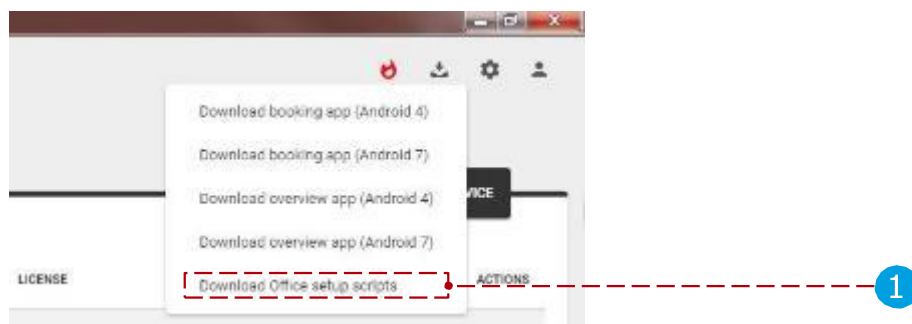 Download booking app (Android 4)
Download booking app (Android 7)
Download overview app (Android 4)
VICE
Download overview app (Android 7)
LICENSE
Download Office setup scripts
ACTIONS
1